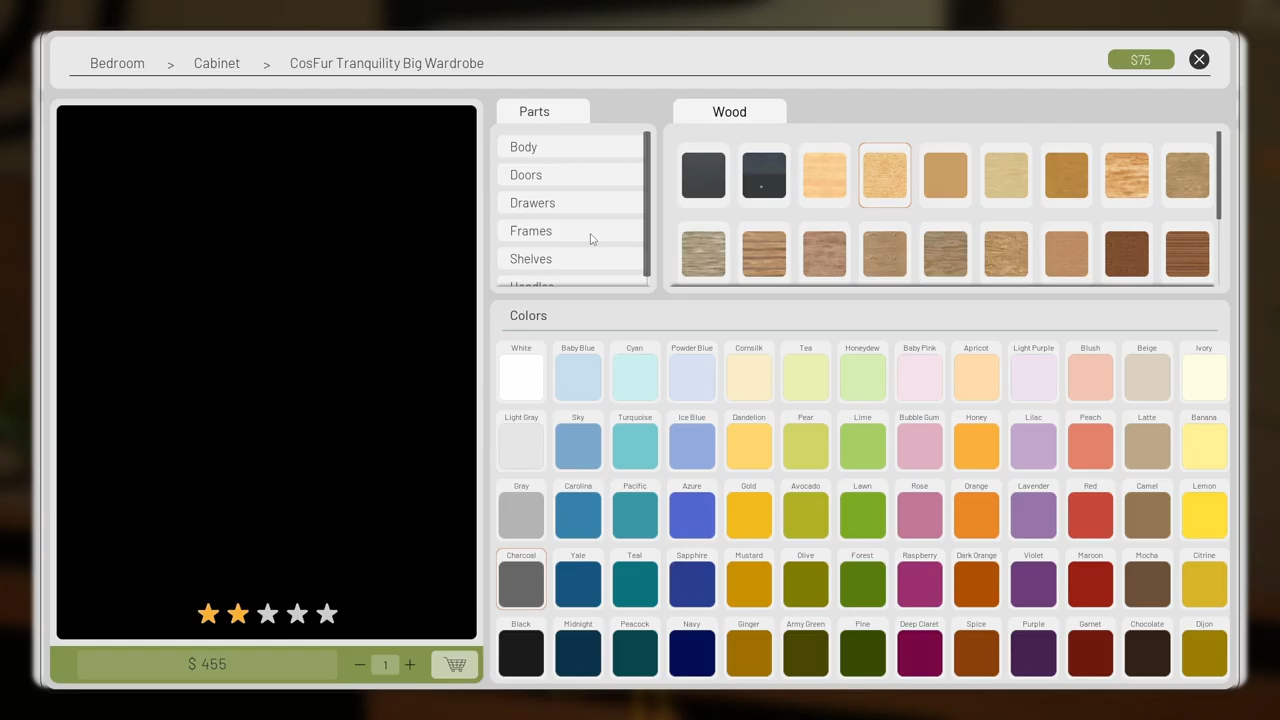 Bedroom > Cabinet > CosFur Tranquility Big Wardrobe
$75
Parts
Wood
Body
Doors
Drawers
Frames
Shelves
Handles
Colors
White Baby Blue Cyan Powder Blue Cornsilk Tea Honeydew Baby Pink Apricot Light Purple Blush Beige Ivory
Light Gray Sky Turquoise Ice Blue Dandelion Pear Lime Bubble Gum Honey Lilac Peach Latte Banana
Gray Carolina Pacific Azure Gold Avocado Lawn Rose Orange Lavender Red Camel Lemon
Charcoal Yale Teal Sapphire Mustard Olive Forest Raspberry Dark Orange Violet Maroon Mocha Citrine
Black Midnight Peacock Navy Ginger Army Green Pine Deep Claret Spice Purple Garnet Chocolate Dijon
$ 455
− 1 +